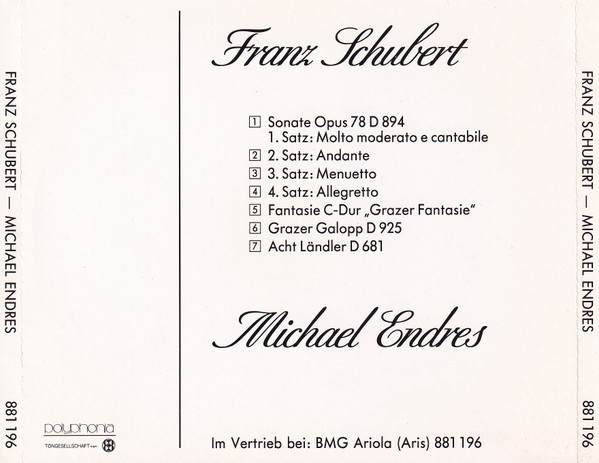 FRANZ SCHUBERT — MICHAEL ENDRES 881 196
Franz Schubert
1 Sonate Opus 78 D 894
1. Satz: Molto moderato e cantabile
2 2. Satz: Andante
3 3. Satz: Menuetto
4 4. Satz: Allegretto
5 Fantasie C-Dur „Grazer Fantasie“
6 Grazer Galopp D 925
7 Acht Ländler D 681
Michael Endres
polyphonia
TONGESELLSCHAFT mbH
Im Vertrieb bei: BMG Ariola (Aris) 881 196
FRANZ SCHUBERT — MICHAEL ENDRES 881 196